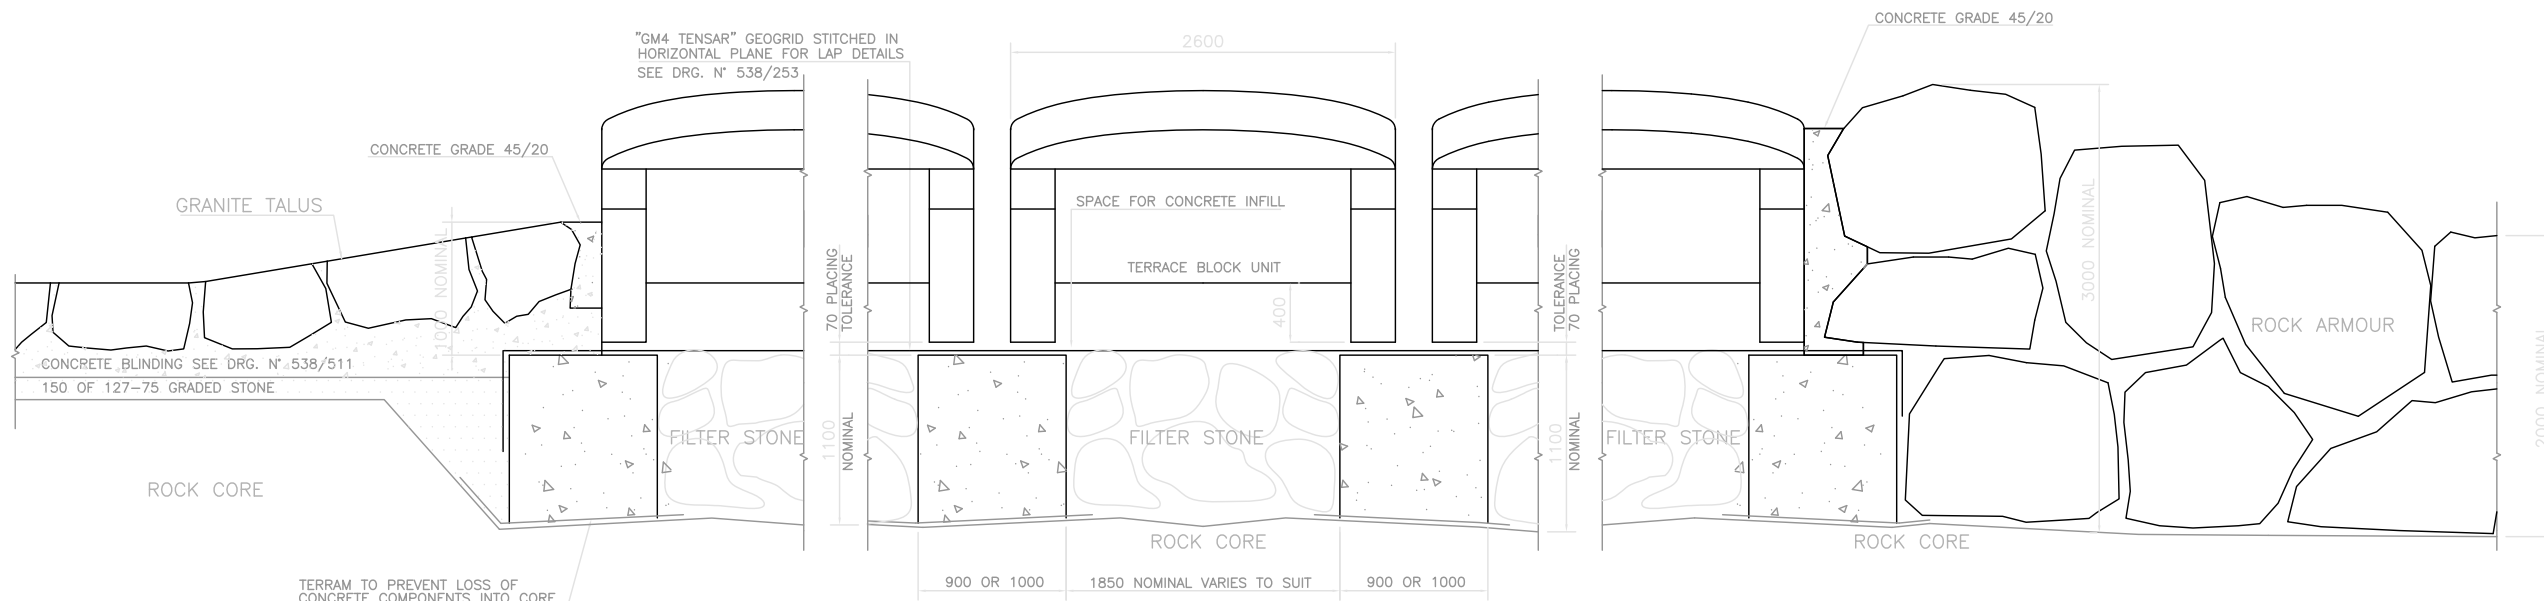 CONCRETE GRADE 45/20
"GM4 TENSAR" GEOGRID STITCHED IN
HORIZONTAL PLANE FOR LAP DETAILS
SEE DRG. N° 538/253
2600
CONCRETE GRADE 45/20
GRANITE TALUS
1000 NOMINAL
SPACE FOR CONCRETE INFILL
TERRACE BLOCK UNIT
400
70 PLACING
TOLERANCE
TOLERANCE
70 PLACING
3000 NOMINAL
ROCK ARMOUR
CONCRETE BLINDING SEE DRG. N° 538/511
150 OF 127-75 GRADED STONE
FILTER STONE
1100
NOMINAL
FILTER STONE
1100
NOMINAL
FILTER STONE
2000 NOMINAL
ROCK CORE
ROCK CORE
ROCK CORE
900 OR 1000
1850 NOMINAL VARIES TO SUIT
900 OR 1000
TERRAM TO PREVENT LOSS OF
CONCRETE COMPONENTS INTO CORE